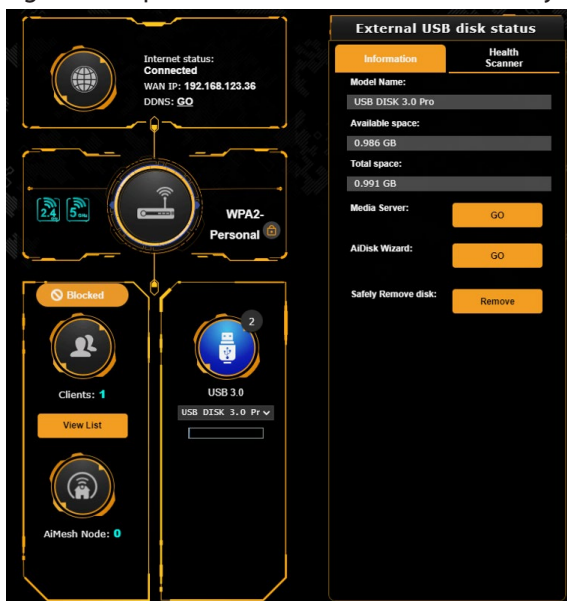 Internet status:
Connected
WAN IP: 192.168.123.36
DDNS: GO
2.4
5
WPA2-
Personal
Blocked
Clients: 1
View List
AiMesh Node: 0
2
USB 3.0
USB DISK 3.0 Pr
External USB disk status
Information
Health
Scanner
Model Name:
USB DISK 3.0 Pro
Available space:
0.986 GB
Total space:
0.991 GB
Media Server:
GO
AiDisk Wizard:
GO
Safely Remove disk:
Remove